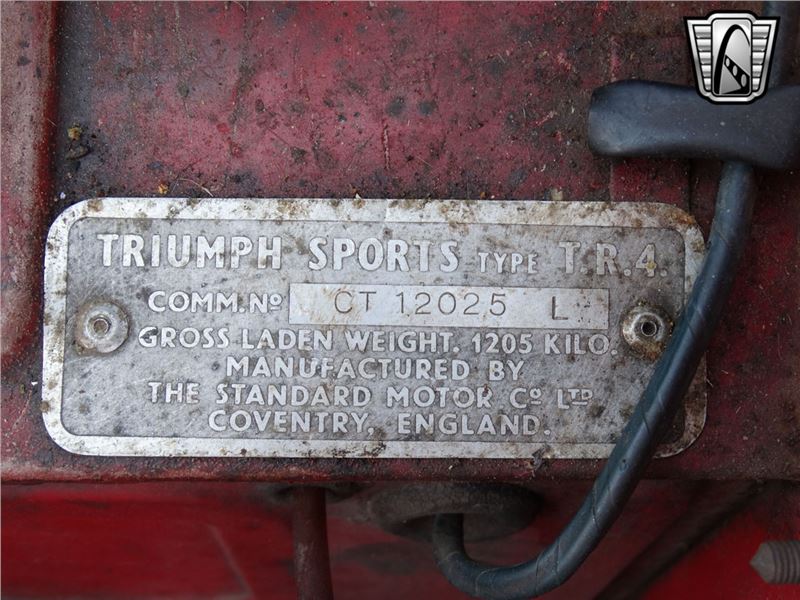 TRIUMPH SPORTS TYPE T.R.4.
COMM. Nº CT 12025 L
GROSS LADEN WEIGHT. 1205 KILO.
MANUFACTURED BY
THE STANDARD MOTOR Cº LTD
COVENTRY, ENGLAND.